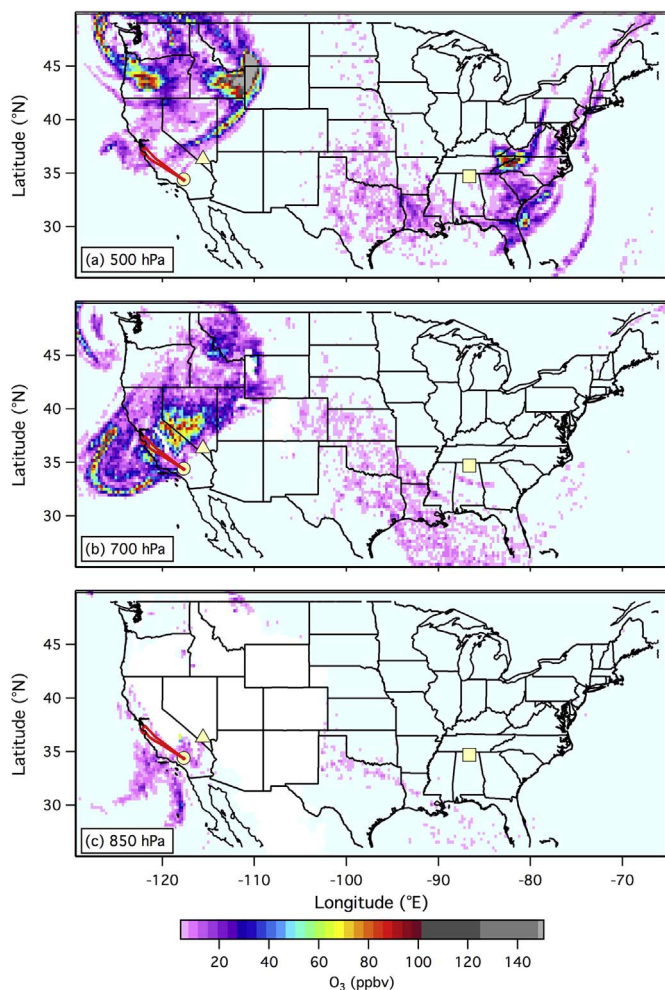 45
40
35
30
Latitude (°N)
(a) 500 hPa
45
40
35
30
Latitude (°N)
(b) 700 hPa
45
40
35
30
Latitude (°N)
(c) 850 hPa
-120 -110 -100 -90 -80 -70
Longitude (°E)
20 40 60 80 100 120 140
O₃ (ppbv)